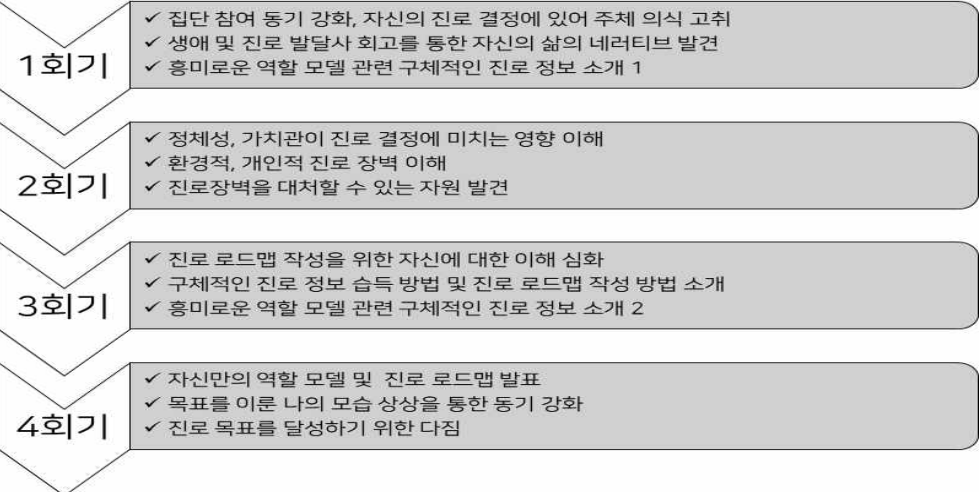 1회기
✓ 집단 참여 동기 강화, 자신의 진로 결정에 있어 주체 의식 고취
✓ 생애 및 진로 발달사 회고를 통한 자신의 삶의 네러티브 발견
✓ 흥미로운 역할 모델 관련 구체적인 진로 정보 소개 1
2회기
✓ 정체성, 가치관이 진로 결정에 미치는 영향 이해
✓ 환경적, 개인적 진로 장벽 이해
✓ 진로장벽을 대처할 수 있는 자원 발견
3회기
✓ 진로 로드맵 작성을 위한 자신에 대한 이해 심화
✓ 구체적인 진로 정보 습득 방법 및 진로 로드맵 작성 방법 소개
✓ 흥미로운 역할 모델 관련 구체적인 진로 정보 소개 2
4회기
✓ 자신만의 역할 모델 및 진로 로드맵 발표
✓ 목표를 이룬 나의 모습 상상을 통한 동기 강화
✓ 진로 목표를 달성하기 위한 다짐